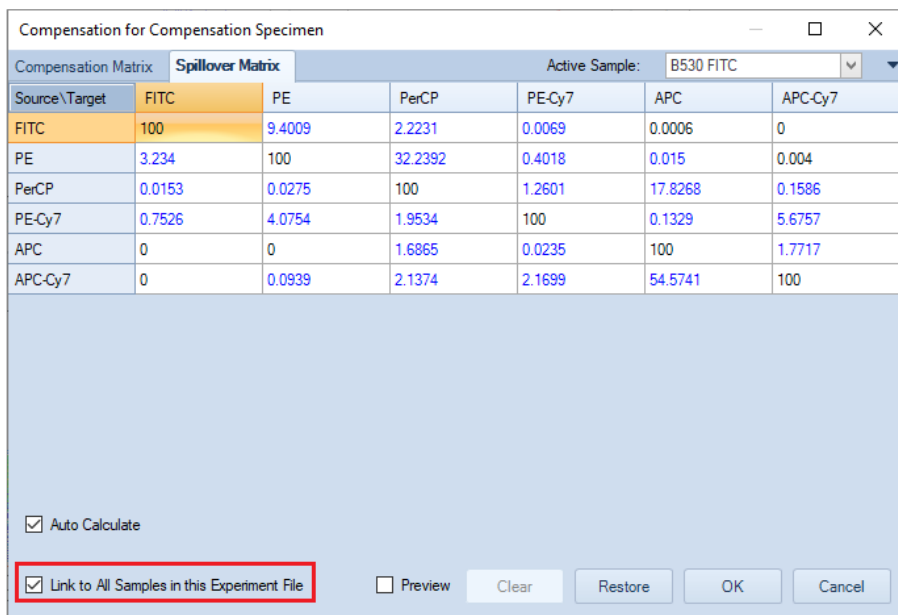 Compensation for Compensation Specimen
Compensation Matrix Spillover Matrix Active Sample: B530 FITC
Source\Target FITC PE PerCP PE-Cy7 APC APC-Cy7
FITC 100 9.4009 2.2231 0.0069 0.0006 0
PE 3.234 100 32.2392 0.4018 0.015 0.004
PerCP 0.0153 0.0275 100 1.2601 17.8268 0.1586
PE-Cy7 0.7526 4.0754 1.9534 100 0.1329 5.6757
APC 0 0 1.6865 0.0235 100 1.7717
APC-Cy7 0 0.0939 2.1374 2.1699 54.5741 100
Auto Calculate
Link to All Samples in this Experiment File Preview Clear Restore OK Cancel